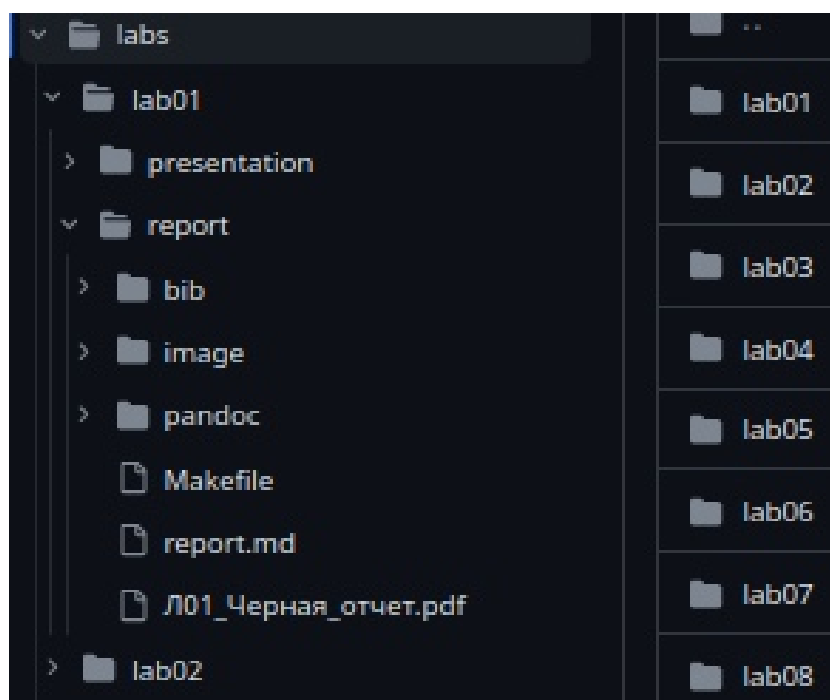 labs
lab01
presentation
report
bib
image
pandoc
Makefile
report.md
Л01_Черная_отчет.pdf
lab02
..
lab01
lab02
lab03
lab04
lab05
lab06
lab07
lab08